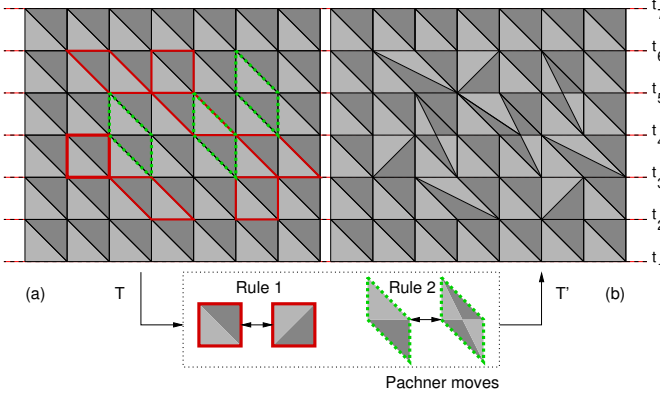 t7
t6
t5
t4
t3
t2
t1
(a) T Rule 1 Rule 2 T' (b)
Pachner moves